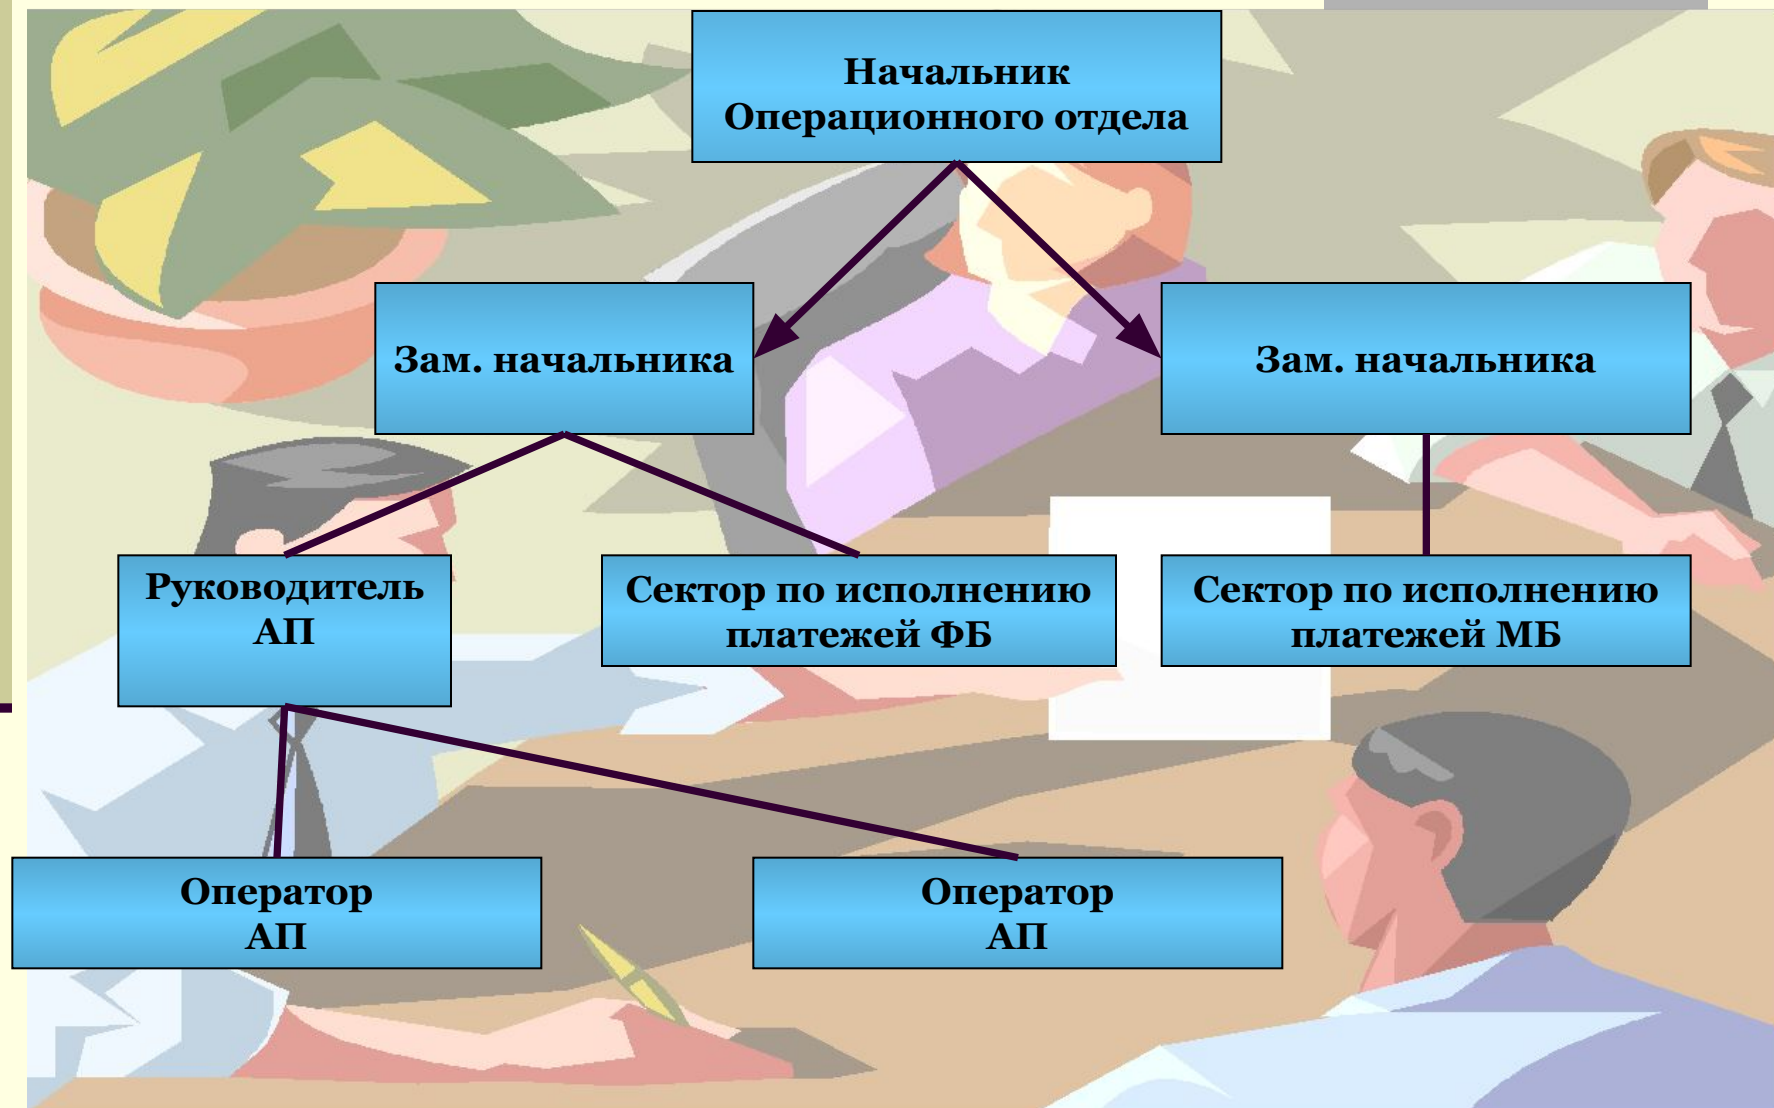 Начальник
Операционного отдела
Зам. начальника
Зам. начальника
Руководитель
АП
Сектор по исполнению
платежей ФБ
Сектор по исполнению
платежей МБ
Оператор
АП
Оператор
АП